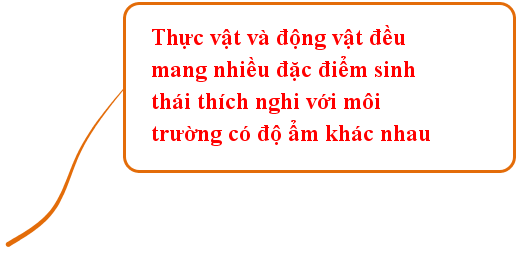 Thực vật và động vật đều
mang nhiều đặc điểm sinh
thái thích nghi với môi
trường có độ ẩm khác nhau